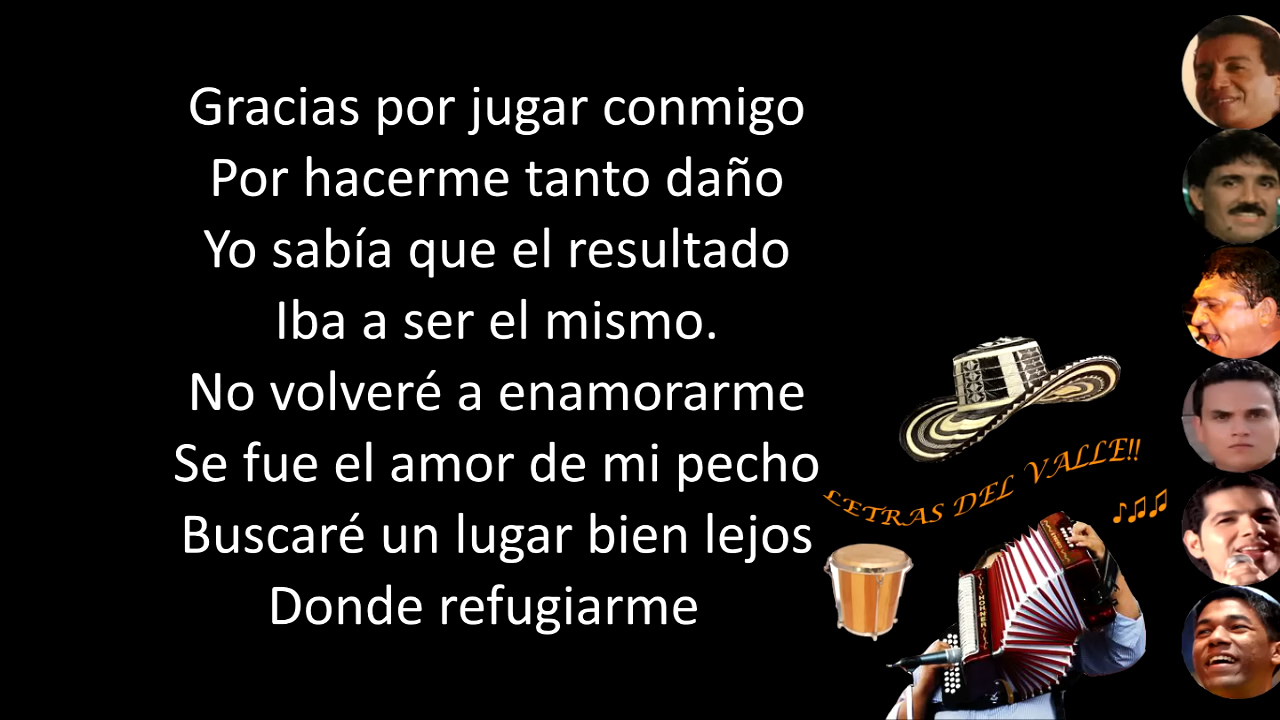 Gracias por jugar conmigo
Por hacerme tanto daño
Yo sabía que el resultado
Iba a ser el mismo.
No volveré a enamorarme
Se fue el amor de mi pecho
Buscaré un lugar bien lejos
Donde refugiarme
LETRAS DEL VALLE!!
HOHNER